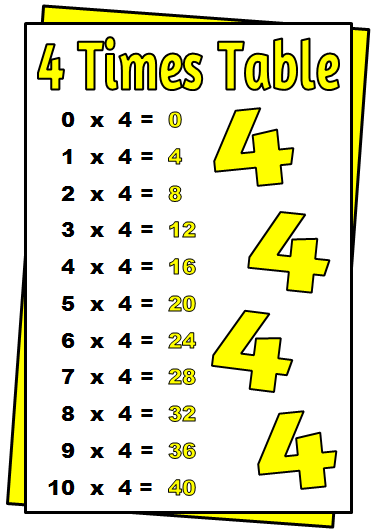 4 Times Table
0 x 4 = 0
1 x 4 = 4
2 x 4 = 8
3 x 4 = 12
4 x 4 = 16
5 x 4 = 20
6 x 4 = 24
7 x 4 = 28
8 x 4 = 32
9 x 4 = 36
10 x 4 = 40
4
4
4
4